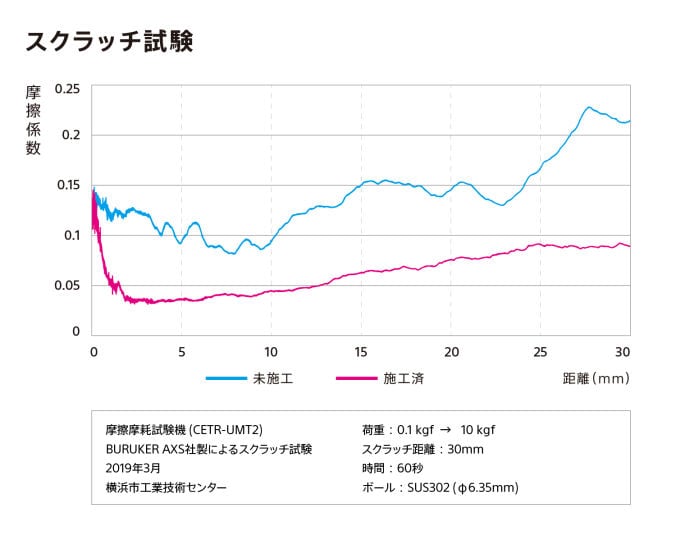 スクラッチ試験
摩擦係数
0.25
0.2
0.15
0.1
0.05
0
0 5 10 15 20 25 30
未施工 施工済 距離(mm)
摩擦摩耗試験機(CETR-UMT2)
BURUKER AXS社製によるスクラッチ試験
2019年3月
横浜市工業技術センター
荷重:0.1 kgf → 10 kgf
スクラッチ距離:30mm
時間:60秒
ボール:SUS302 (φ6.35mm)